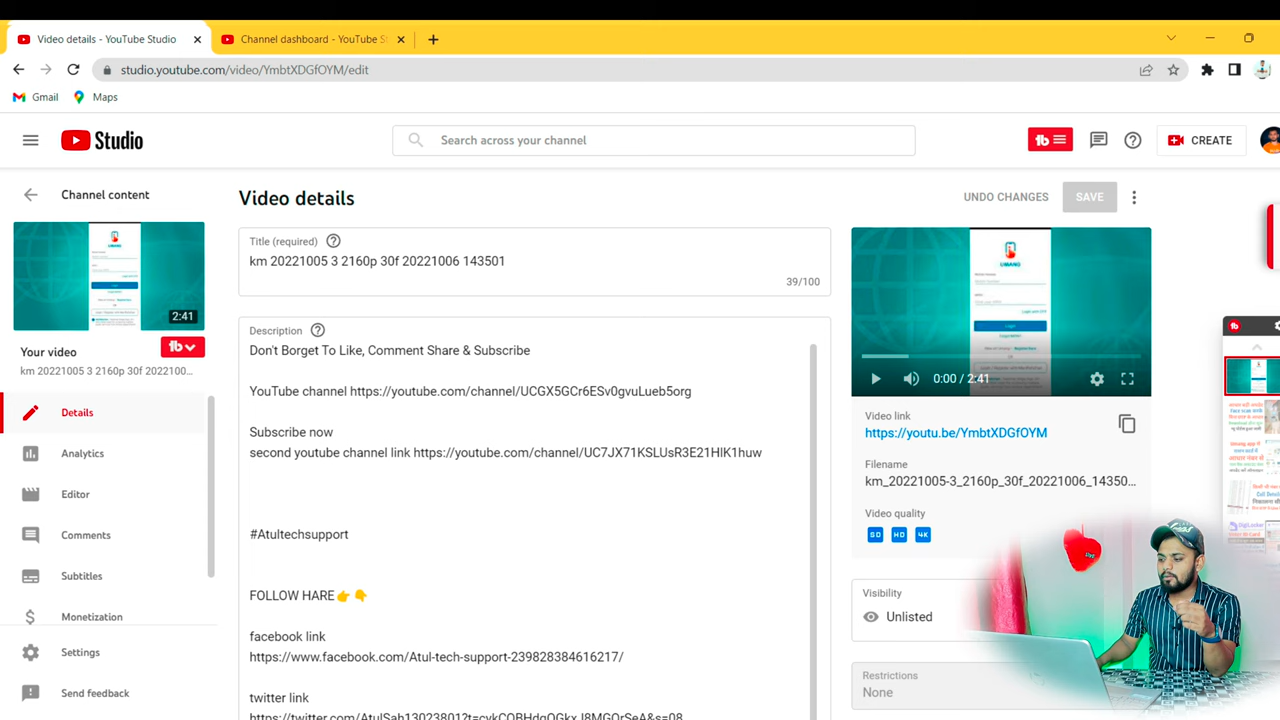 Video details - YouTube Studio
Channel dashboard - YouTube S
studio.youtube.com/video/YmbtXDGfOYM/edit
Gmail
Maps
Studio
Search across your channel
CREATE
Channel content
Video details
UNDO CHANGES
SAVE
2:41
Your video
km 20221005 3 2160p 30f 202210...
Details
Analytics
Editor
Comments
Subtitles
Monetization
Settings
Send feedback
Title (required)
km 20221005 3 2160p 30f 20221006 143501
39/100
Description
Don't Borget To Like, Comment Share & Subscribe
YouTube channel https://youtube.com/channel/UCGX5GCr6ESv0gvuLueb5org
Subscribe now
second youtube channel link https://youtube.com/channel/UC7JX71KSLUsR3E21HIK1huw
#Atultechsupport
FOLLOW HARE👉👇
facebook link
https://www.facebook.com/Atul-tech-support-239828384616217/
twitter link
UMANG
0:00 / 2:41
Video link
https://youtu.be/YmbtXDGfOYM
Filename
km_20221005-3_2160p_30f_20221006_14350...
Video quality
SD HD 4K
Visibility
Unlisted
Restrictions
None